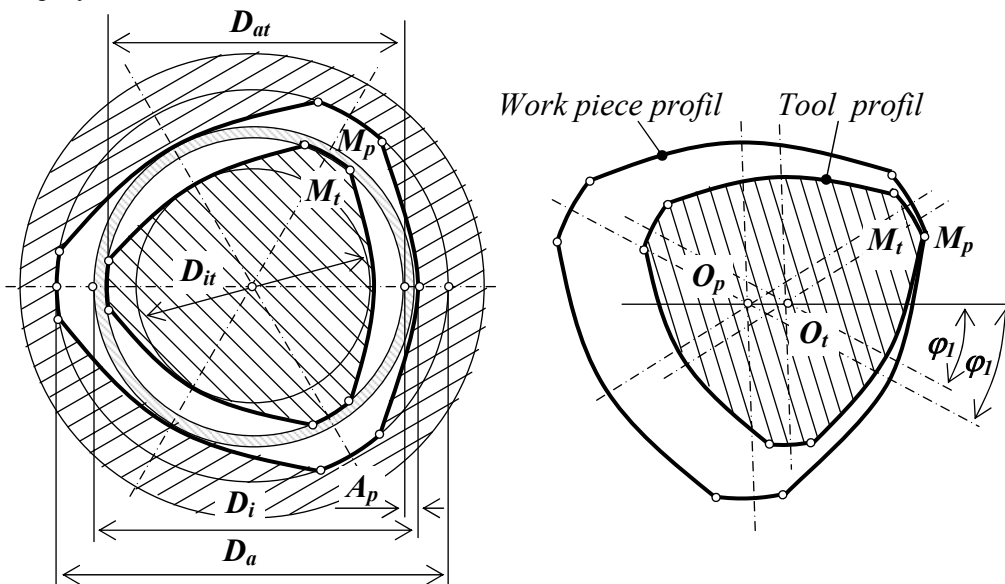 D_at
M_p
M_t
D_it
A_p
D_i
D_a
Work piece profil
Tool profil
M_t
M_p
O_p
O_t
φ_1
φ_1